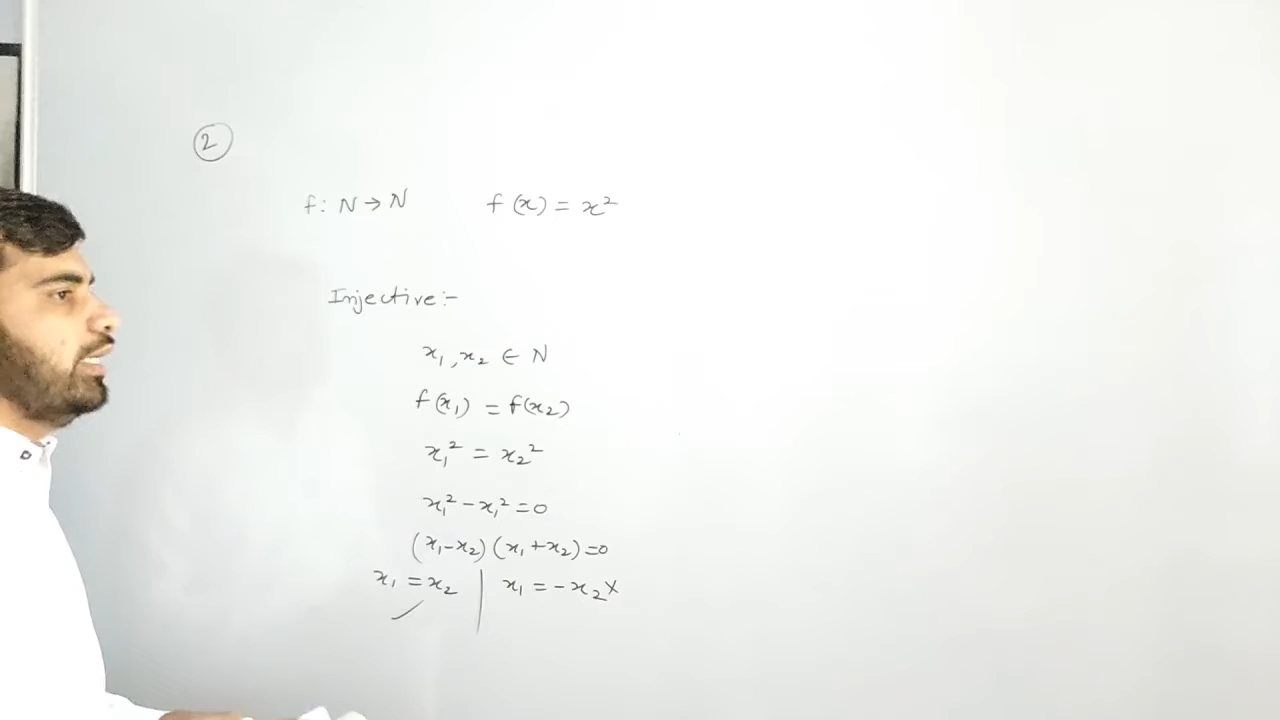 2
f: N → N f(x) = x²
Injective :-
x₁, x₂ ∈ N
f(x₁) = f(x₂)
x₁² = x₂²
x₁² - x₁² = 0
(x₁ - x₂) (x₁ + x₂) = 0
x₁ = x₂ | x₁ = - x₂ ×
✓